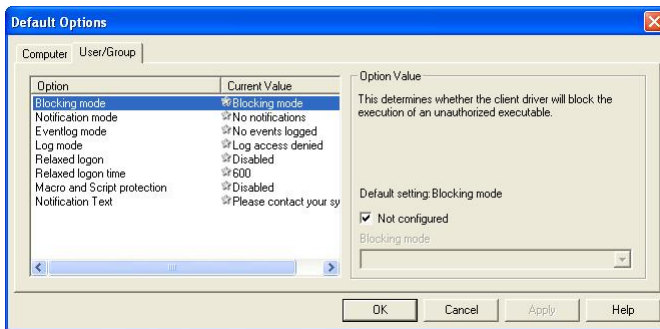 Default Options
Computer User/Group
Option Current Value
Blocking mode Blocking mode
Notification mode No notifications
Eventlog mode No events logged
Log mode Log access denied
Relaxed logon Disabled
Relaxed logon time 600
Macro and Script protection Disabled
Notification Text Please contact your sy
Option Value
This determines whether the client driver will block the
execution of an unauthorized executable.
Default setting:Blocking mode
Not configured
Blocking mode
OK Cancel Apply Help